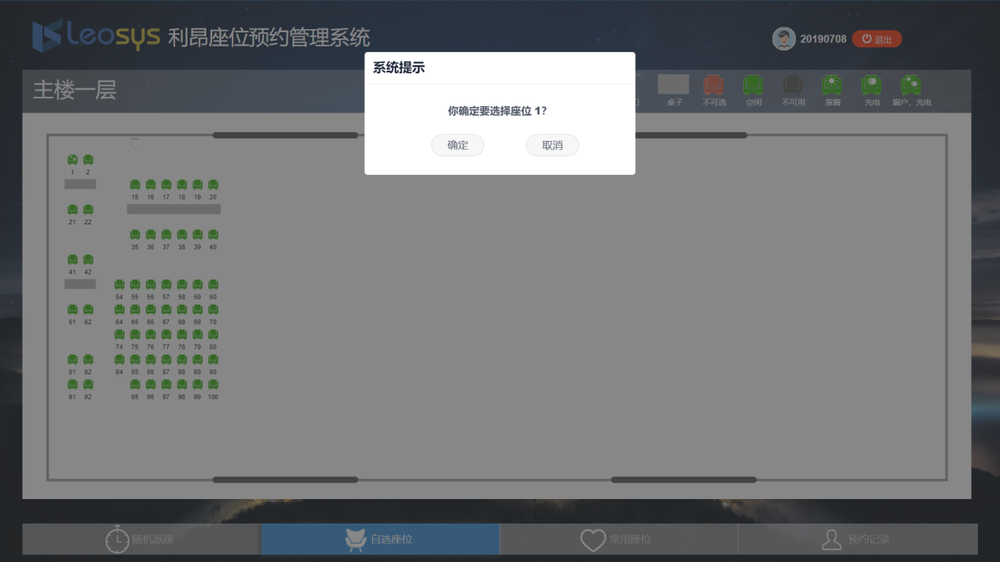 Leosys 利昂座位预约管理系统
20190708 退出
系统提示
你确定要选择座位 1?
确定 取消
主楼一层
桌子 不可选 空闲 不可用 靠窗 充电 窗户、充电
1 2
15 16 17 18 19 20
21 22
35 36 37 38 39 40
41 42
54 55 56 57 58 59 60
61 62 64 65 66 67 68 69 70
74 75 76 77 78 79 80
81 82 84 85 86 87 88 89 90
91 92 95 96 97 98 99 100
随机派座 自选座位 常用座位 预约记录